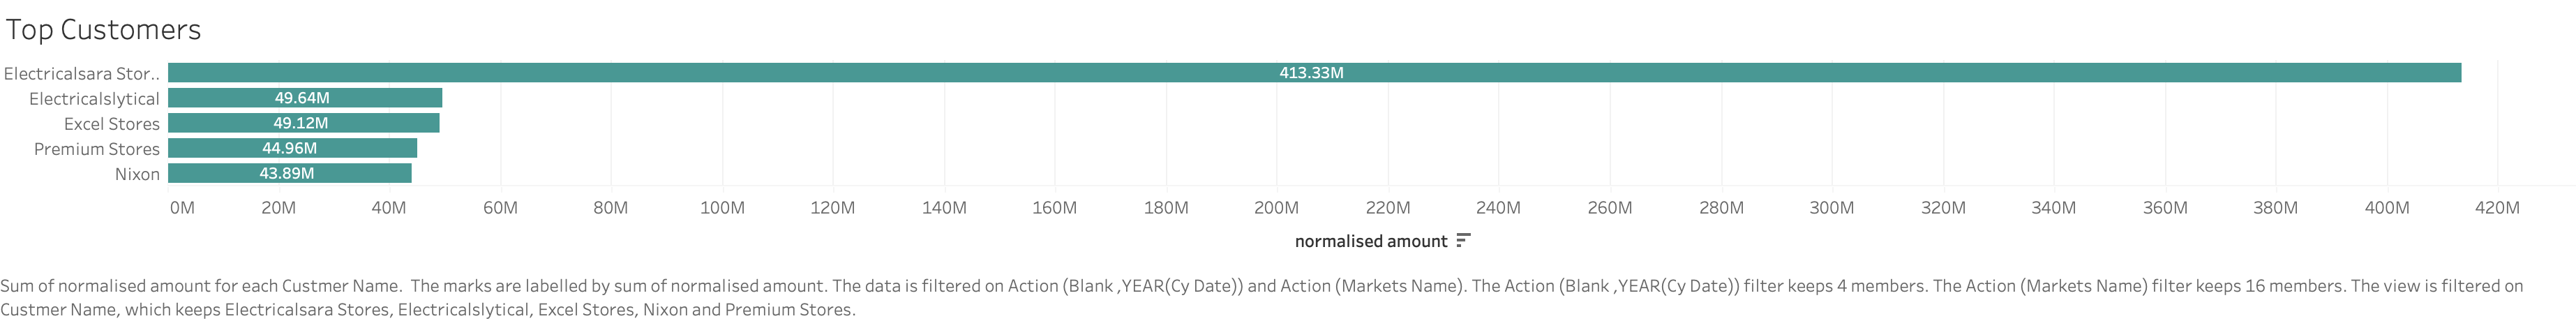 Top Customers
Electricalsara Stor.. 413.33M
Electricalslytical 49.64M
Excel Stores 49.12M
Premium Stores 44.96M
Nixon 43.89M
0M 20M 40M 60M 80M 100M 120M 140M 160M 180M 200M 220M 240M 260M 280M 300M 320M 340M 360M 380M 400M 420M
normalised amount
Sum of normalised amount for each Custmer Name.  The marks are labelled by sum of normalised amount. The data is filtered on Action (Blank ,YEAR(Cy Date)) and Action (Markets Name). The Action (Blank ,YEAR(Cy Date)) filter keeps 4 members. The Action (Markets Name) filter keeps 16 members. The view is filtered on
Custmer Name, which keeps Electricalsara Stores, Electricalslytical, Excel Stores, Nixon and Premium Stores.